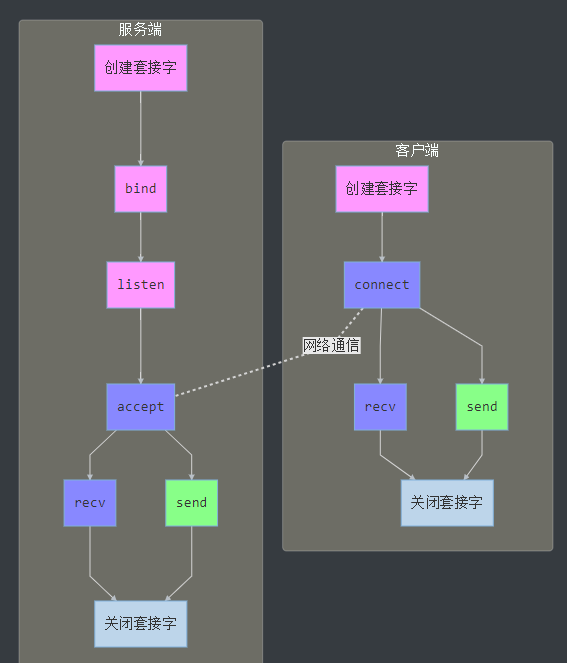 服务端
创建套接字
bind
listen
accept
recv
send
关闭套接字
网络通信
客户端
创建套接字
connect
recv
send
关闭套接字